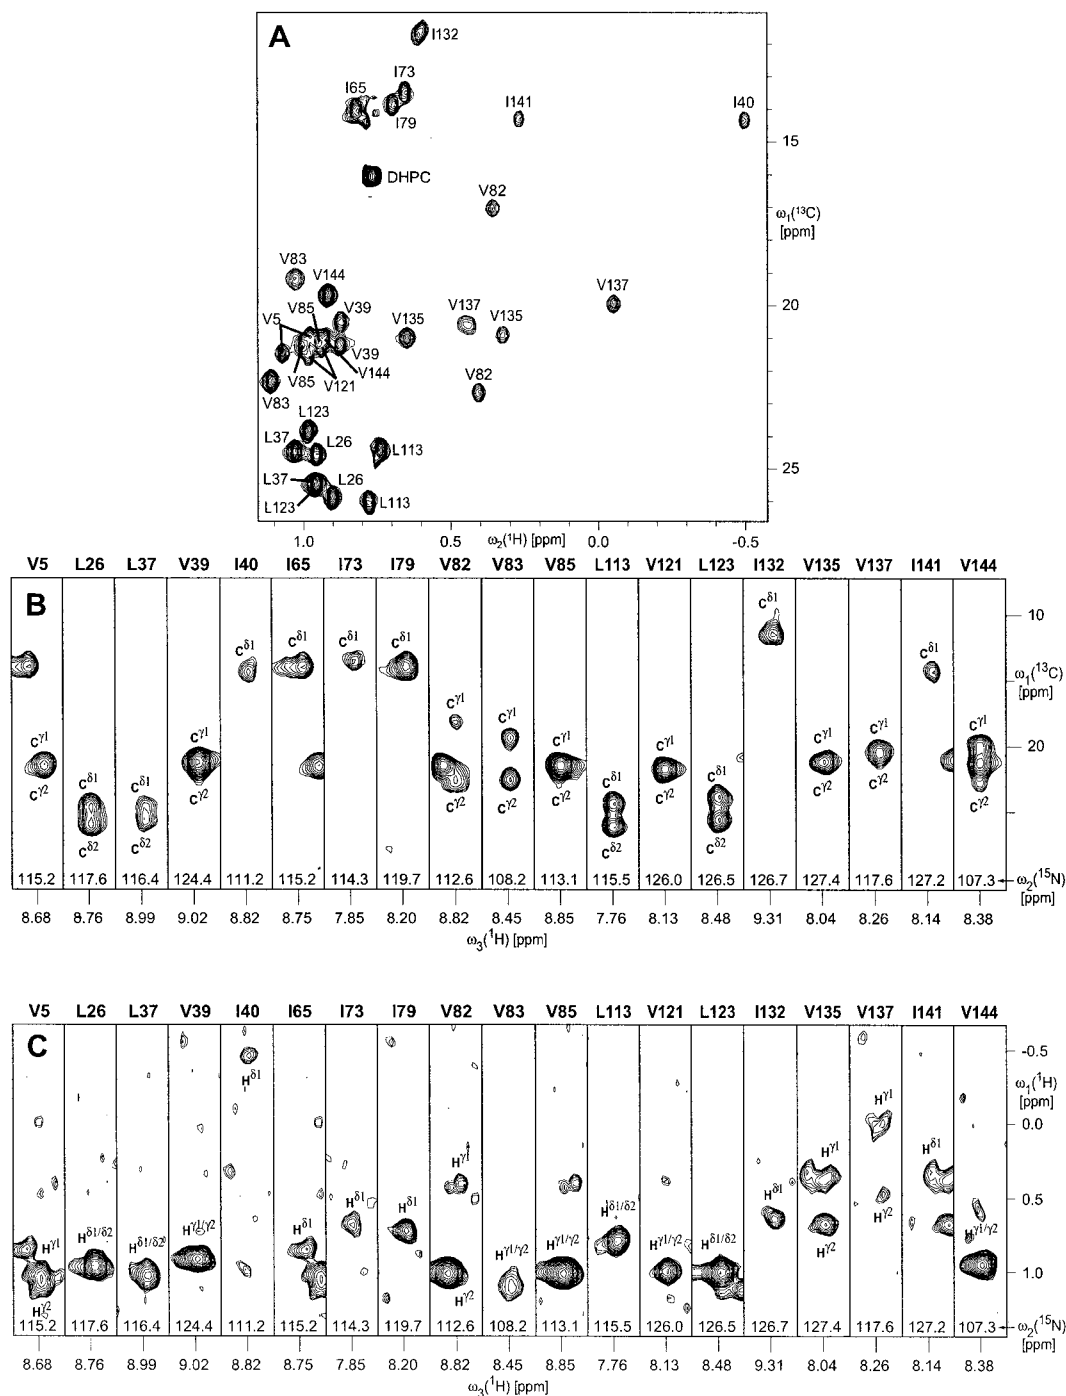 A
I132
I73
I65
I79
I141
I40
15
DHPC
V82
ω1(13C)
[ppm]
V83
V144
V137
V85
V39
V137
V135
20
V5
V135
V39
V144
V85
V121
V83
V82
L123
L37
L26
L113
25
L37
L26
L123
L113
1.0 ω2(1H) [ppm] 0.5 0.0 -0.5
V5 L26 L37 V39 I40 I65 I73 I79 V82 V83 V85 L113 V121 L123 I132 V135 V137 I141 V144
B
Cδ1
10
Cδ1 Cδ1 Cδ1 Cδ1 Cδ1
ω1(13C)
[ppm]
Cγ1 Cγ1 Cγ1 Cγ1 Cγ1 Cγ1 Cγ1 Cγ1 Cγ1
20
Cγ2 Cδ1 Cδ1 Cγ2 Cγ2 Cγ2 Cγ2 Cδ1 Cγ2 Cδ1 Cγ2 Cγ2 Cγ2
Cδ2 Cδ2 Cδ2 Cδ2
115.2 117.6 116.4 124.4 111.2 115.2 114.3 119.7 112.6 108.2 113.1 115.5 126.0 126.5 126.7 127.4 117.6 127.2 107.3 ω2(15N)
8.68 8.76 8.99 9.02 8.82 8.75 7.85 8.20 8.82 8.45 8.85 7.76 8.13 8.48 9.31 8.04 8.26 8.14 8.38
ω3(1H) [ppm]
V5 L26 L37 V39 I40 I65 I73 I79 V82 V83 V85 L113 V121 L123 I132 V135 V137 I141 V144
C
-0.5
Hδ1
ω1(1H)
[ppm]
Hγ1
0.0
Hγ1 Hγ1 Hδ1
0.5
Hδ1 Hδ1 Hδ1/δ2 Hδ1 Hγ2
Hγ1 Hδ1/δ2 Hδ1/δ2 Hγ1/γ2 Hδ1 Hγ1/γ2 Hγ1/γ2 Hγ1/γ2 Hδ1/δ2 Hγ2 Hγ1/γ2
1.0
Hγ2 Hγ2
115.2 117.6 116.4 124.4 111.2 115.2 114.3 119.7 112.6 108.2 113.1 115.5 126.0 126.5 126.7 127.4 117.6 127.2 107.3 ω2(15N)
8.68 8.76 8.99 9.02 8.82 8.75 7.85 8.20 8.82 8.45 8.85 7.76 8.13 8.48 9.31 8.04 8.26 8.14 8.38
ω3(1H) [ppm]